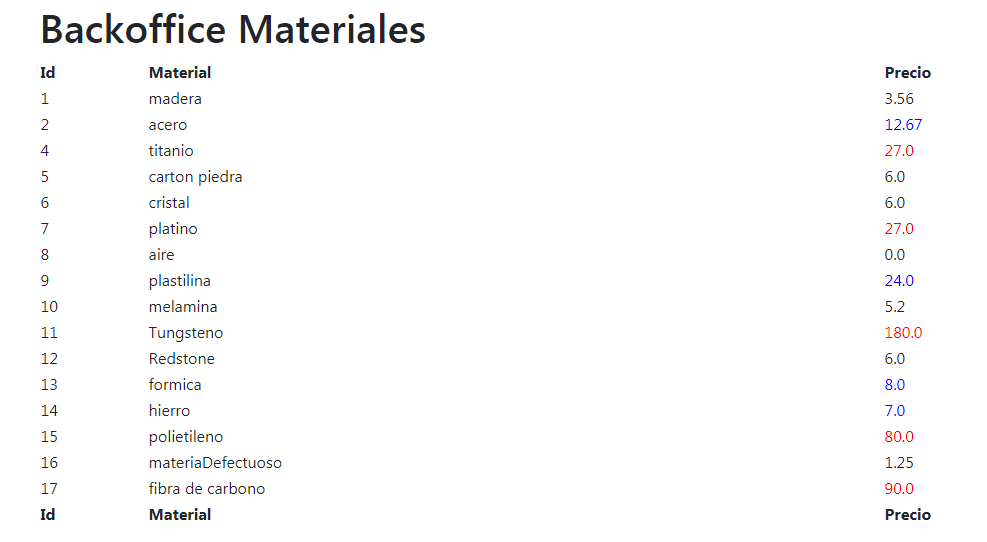 Backoffice Materiales
Id Material Precio
1 madera 3.56
2 acero 12.67
4 titanio 27.0
5 carton piedra 6.0
6 cristal 6.0
7 platino 27.0
8 aire 0.0
9 plastilina 24.0
10 melamina 5.2
11 Tungsteno 180.0
12 Redstone 6.0
13 formica 8.0
14 hierro 7.0
15 polietileno 80.0
16 materiaDefectuoso 1.25
17 fibra de carbono 90.0
Id Material Precio